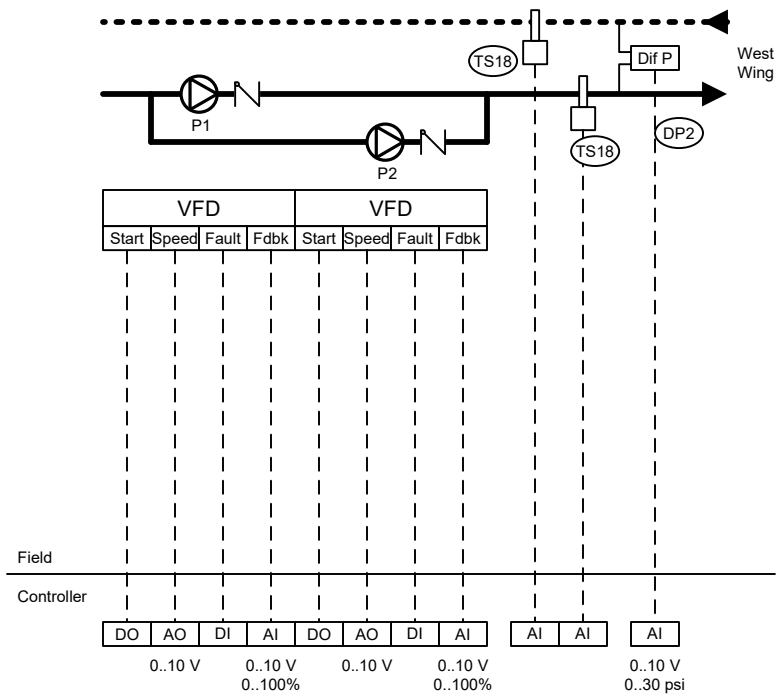 West
Wing
TS18
Dif P
P1
DP2
TS18
P2
VFD VFD
Start Speed Fault Fdbk Start Speed Fault Fdbk
Field
Controller
DO AO DI AI DO AO DI AI AI AI AI
0..10 V 0..10 V 0..10 V 0..10 V 0..10 V
0..100% 0..100% 0..30 psi